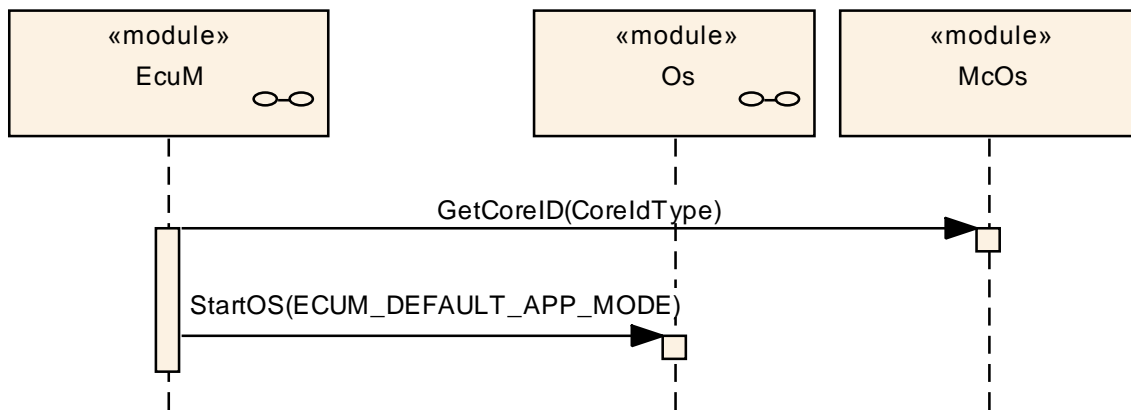 «module»
EcuM
«module»
Os
«module»
McOs
GetCoreID(CoreIdType)
StartOS(ECUM_DEFAULT_APP_MODE)